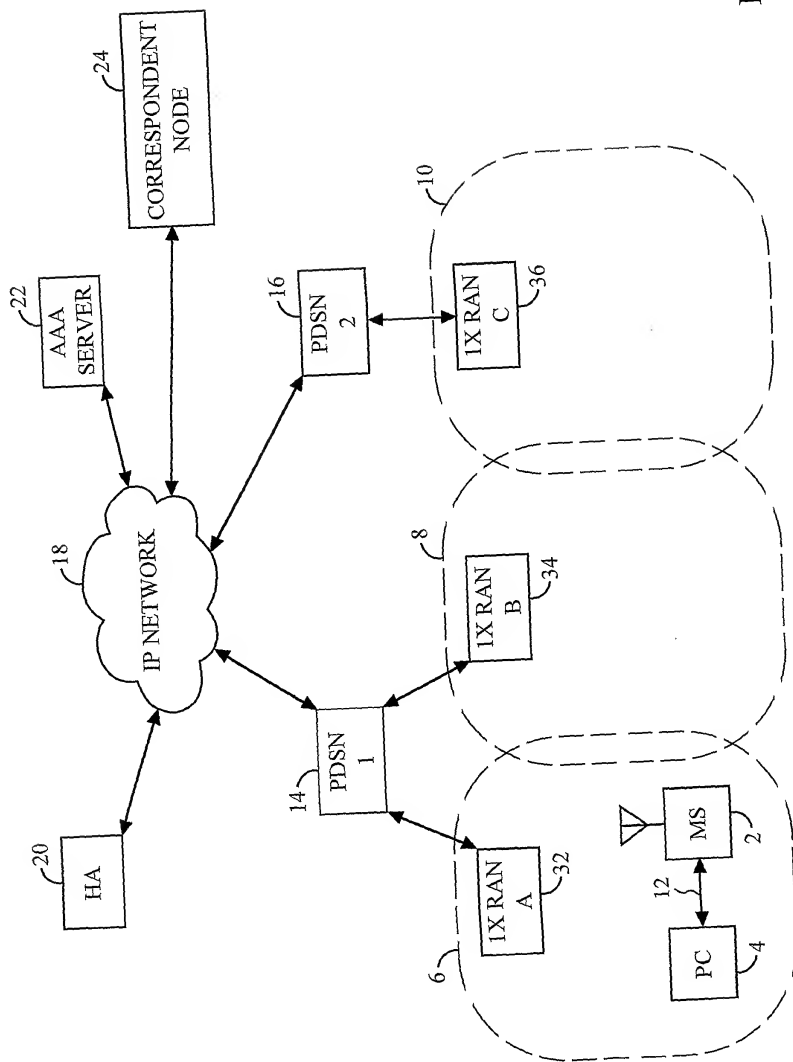 24
CORRESPONDENT
NODE
22
AAA
SERVER
18
IP NETWORK
20
HA
16
PDSN
2
14
PDSN
1
10
1X RAN
C
36
8
1X RAN
B
34
6
1X RAN
A
32
MS
2
12
PC
4